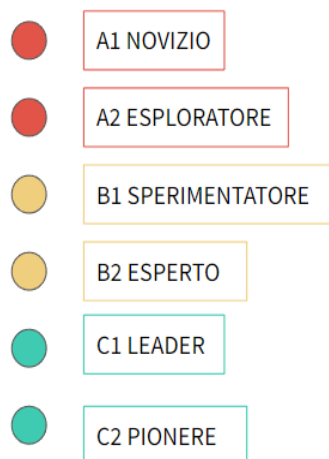 A1 NOVIZIO
A2 ESPLORATORE
B1 SPERIMENTATORE
B2 ESPERTO
C1 LEADER
C2 PIONERE